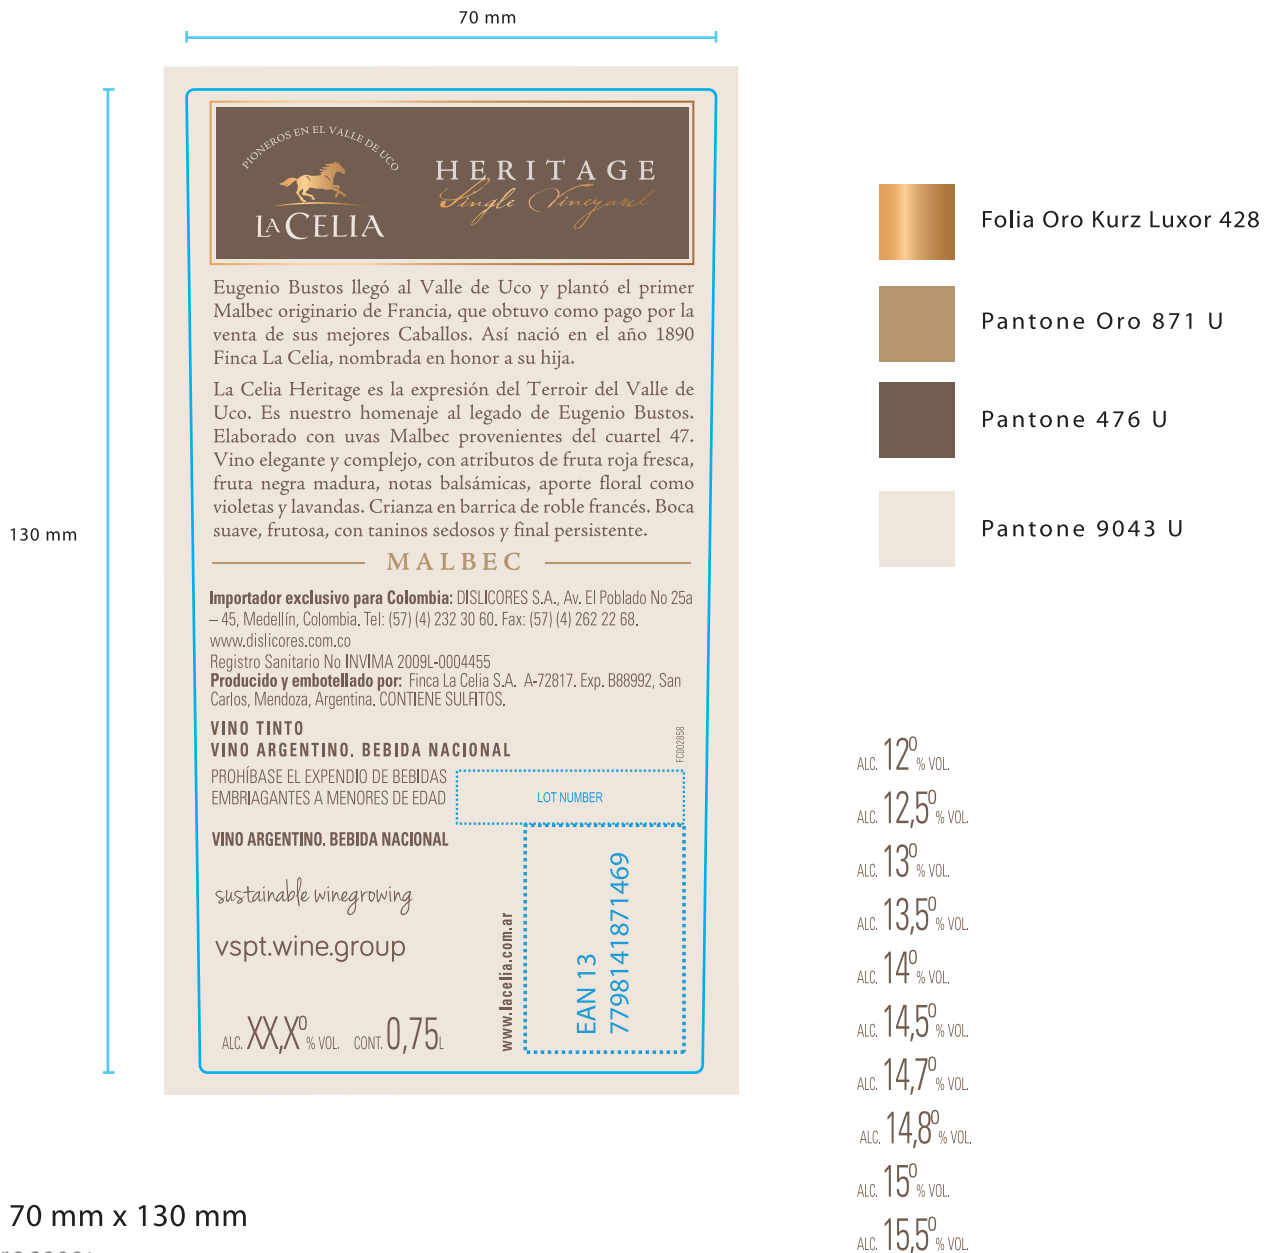 70 mm
130 mm
PIONEROS EN EL VALLE DE UCO
LA CELIA
HERITAGE
Single Vineyard
Eugenio Bustos llegó al Valle de Uco y plantó el primer
Malbec originario de Francia, que obtuvo como pago por la
venta de sus mejores Caballos. Así nació en el año 1890
Finca La Celia, nombrada en honor a su hija.
La Celia Heritage es la expresión del Terroir del Valle de
Uco. Es nuestro homenaje al legado de Eugenio Bustos.
Elaborado con uvas Malbec provenientes del cuartel 47.
Vino elegante y complejo, con atributos de fruta roja fresca,
fruta negra madura, notas balsámicas, aporte floral como
violetas y lavandas. Crianza en barrica de roble francés. Boca
suave, frutosa, con taninos sedosos y final persistente.
MALBEC
Importador exclusivo para Colombia: DISLICORES S.A., Av. El Poblado No 25a
– 45, Medellín, Colombia. Tel: (57) (4) 232 30 60. Fax: (57) (4) 262 22 68.
www.dislicores.com.co
Registro Sanitario No INVIMA 2009L-0004455
Producido y embotellado por: Finca La Celia S.A. A-72817. Exp. B88992, San
Carlos, Mendoza, Argentina. CONTIENE SULFITOS.
VINO TINTO
VINO ARGENTINO. BEBIDA NACIONAL
FC002858
PROHÍBASE EL EXPENDIO DE BEBIDAS
EMBRIAGANTES A MENORES DE EDAD
LOT NUMBER
VINO ARGENTINO. BEBIDA NACIONAL
sustainable winegrowing
vspt.wine.group
www.lacelia.com.ar
EAN 13
7798141871469
ALC. XX,X⁰ % VOL. CONT. 0,75L
Folia Oro Kurz Luxor 428
Pantone Oro 871 U
Pantone 476 U
Pantone 9043 U
ALC. 12⁰ % VOL.
ALC. 12,5⁰ % VOL.
ALC. 13⁰ % VOL.
ALC. 13,5⁰ % VOL.
ALC. 14⁰ % VOL.
ALC. 14,5⁰ % VOL.
ALC. 14,7⁰ % VOL.
ALC. 14,8⁰ % VOL.
ALC. 15⁰ % VOL.
ALC. 15,5⁰ % VOL.
70 mm x 130 mm